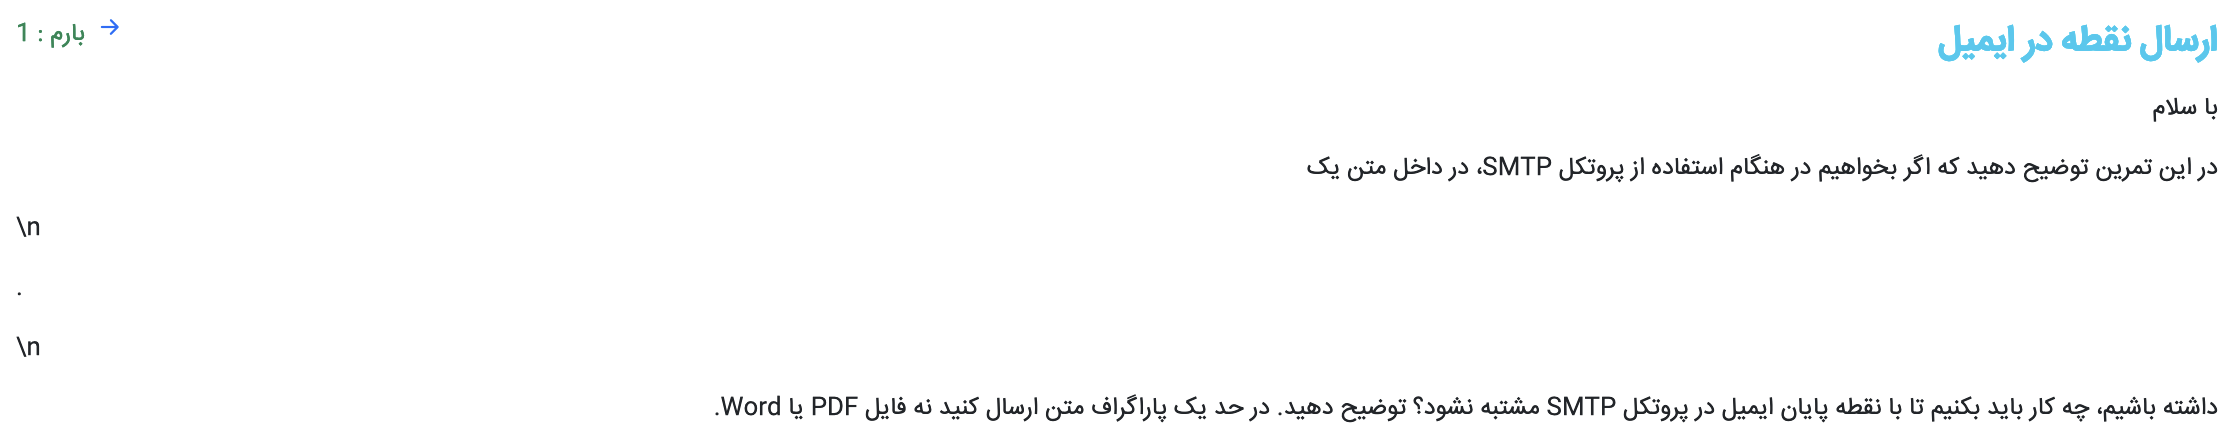 ارسال نقطه در ایمیل
بارم : 1 →
با سلام
در این تمرین توضیح دهید که اگر بخواهیم در هنگام استفاده از پروتکل SMTP، در داخل متن یک
\n
.
\n
داشته باشیم، چه کار باید بکنیم تا با نقطه پایان ایمیل در پروتکل SMTP مشتبه نشود؟ توضیح دهید. در حد یک پاراگراف متن ارسال کنید نه فایل PDF یا Word.